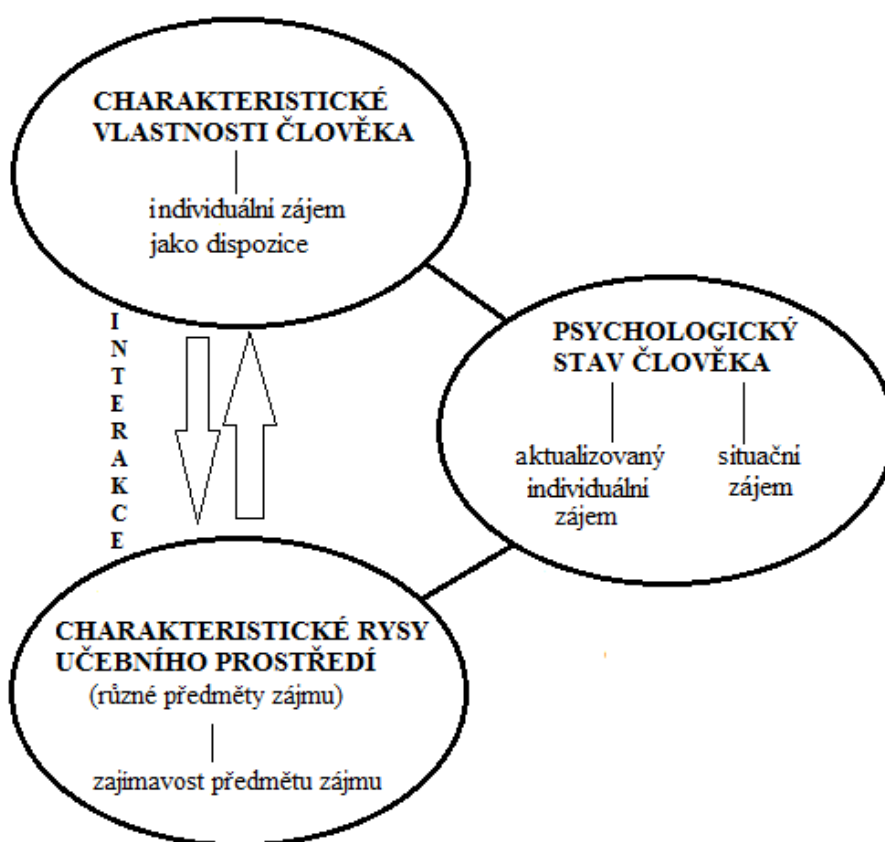 CHARAKTERISTICKÉ
VLASTNOSTI ČLOVĚKA
individuální zájem
jako dispozice
INTERAKCE
PSYCHOLOGICKÝ
STAV ČLOVĚKA
aktualizovaný
individuální
zájem
situační
zájem
CHARAKTERISTICKÉ RYSY
UČEBNÍHO PROSTŘEDÍ
(různé předměty zájmu)
zajímavost předmětu zájmu